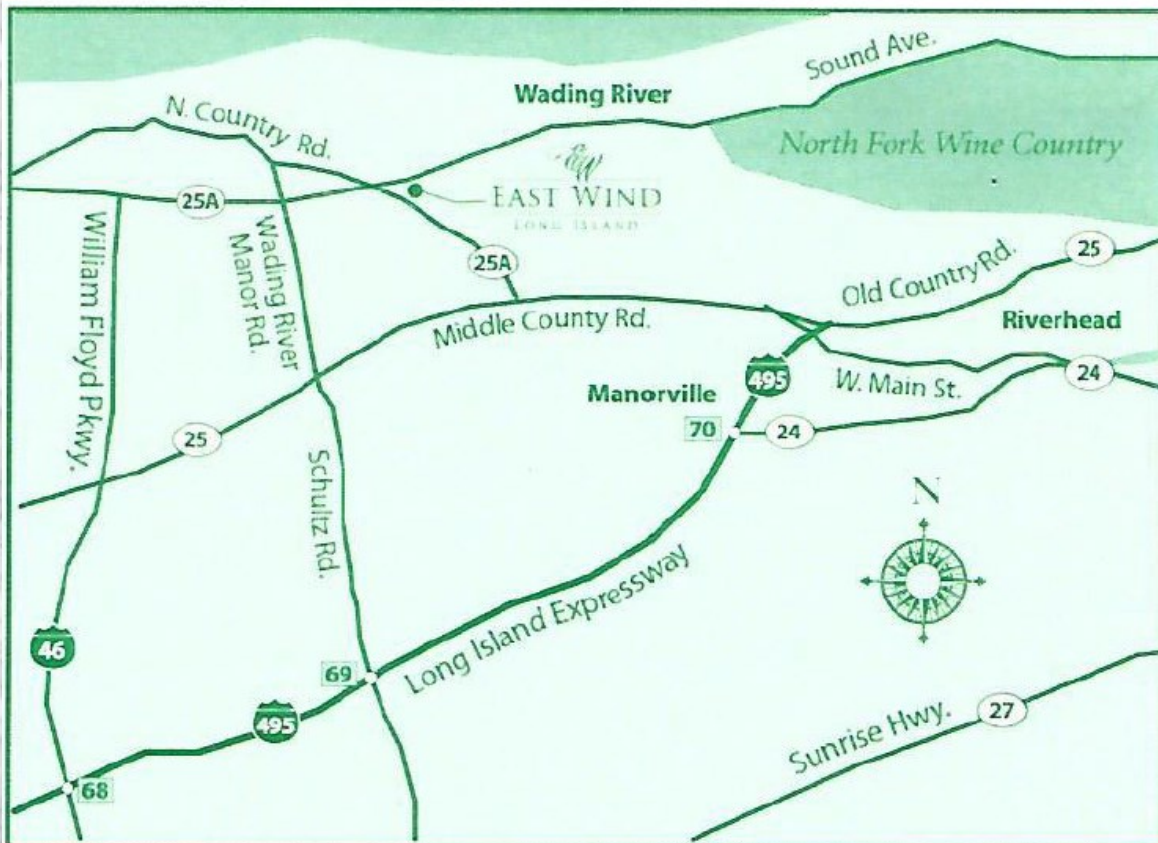 Sound Ave.
Wading River
N. Country Rd.
North Fork Wine Country
EW
EAST WIND
LONG ISLAND
25A
William Floyd Pkwy.
Wading River
Manor Rd.
25A
Old Country Rd.
25
Middle County Rd.
Riverhead
495
W. Main St.
24
Manorville
70
24
25
Schultz Rd.
N
Long Island Expressway
46
69
495
Sunrise Hwy.
27
68